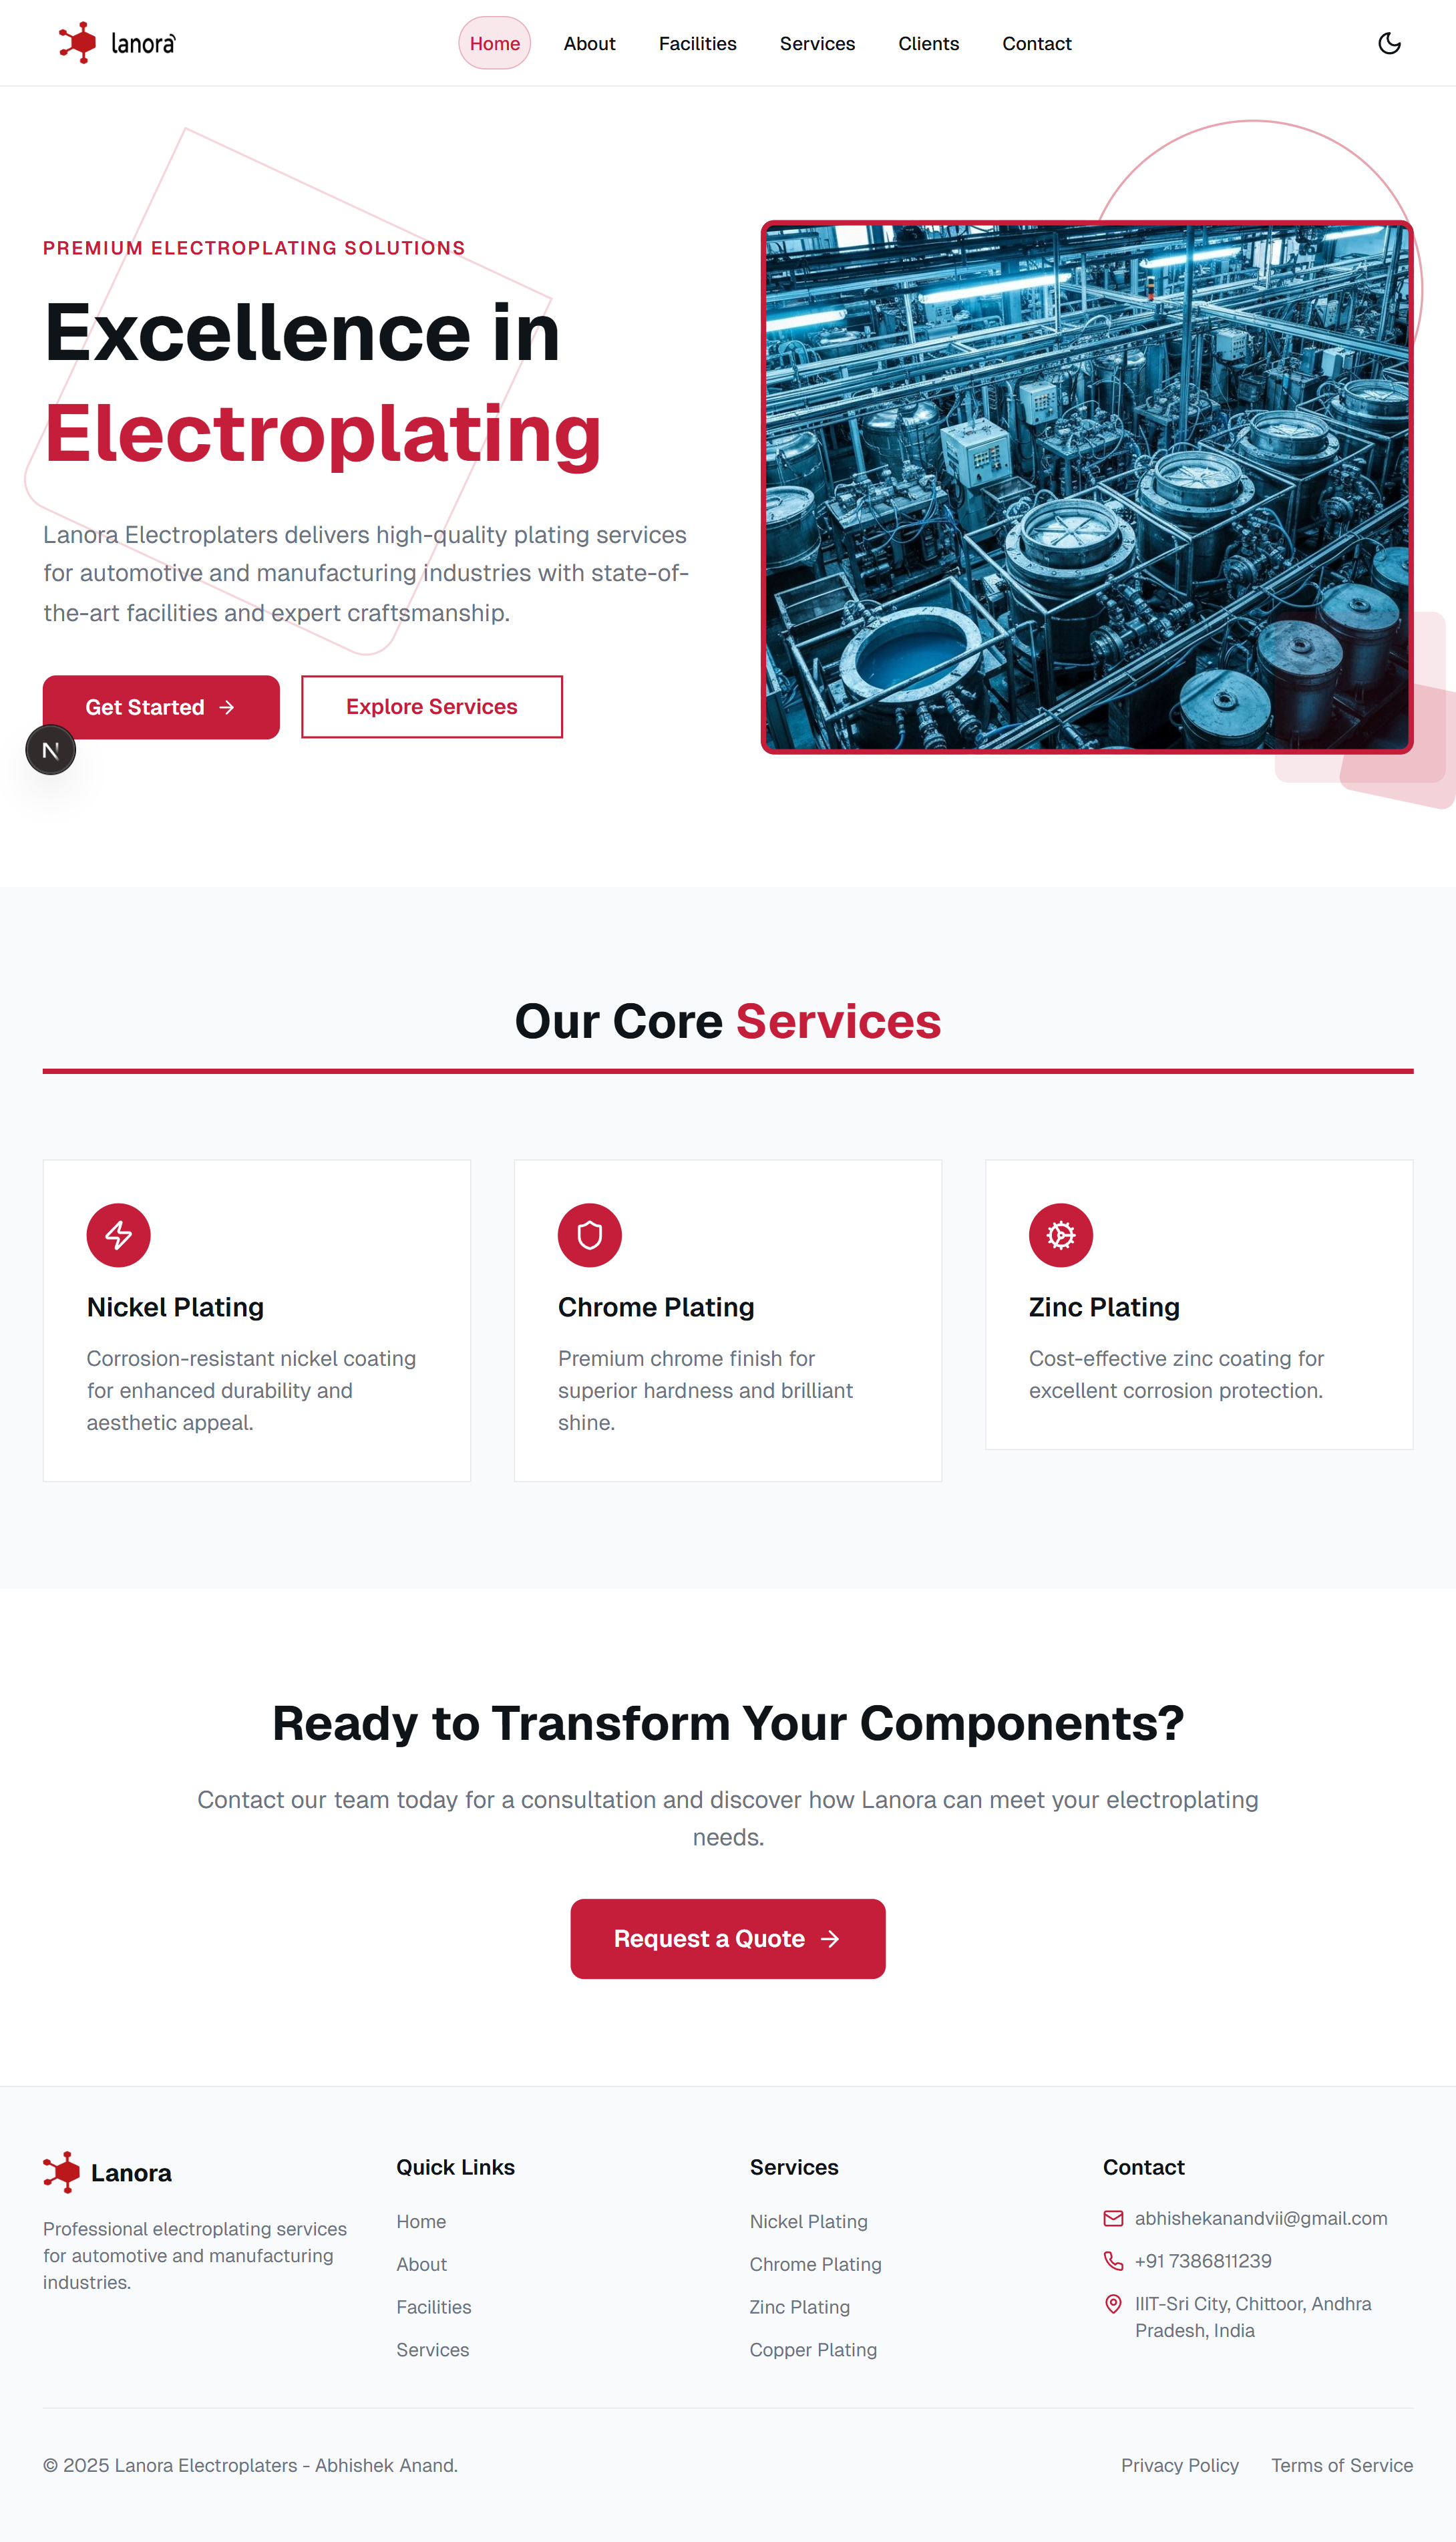 lanora
Home
About
Facilities
Services
Clients
Contact
PREMIUM ELECTROPLATING SOLUTIONS
Excellence in
Electroplating
Lanora Electroplaters delivers high-quality plating services
for automotive and manufacturing industries with state-of-
the-art facilities and expert craftsmanship.
Get Started →
Explore Services
N
Our Core Services
Nickel Plating
Corrosion-resistant nickel coating
for enhanced durability and
aesthetic appeal.
Chrome Plating
Premium chrome finish for
superior hardness and brilliant
shine.
Zinc Plating
Cost-effective zinc coating for
excellent corrosion protection.
Ready to Transform Your Components?
Contact our team today for a consultation and discover how Lanora can meet your electroplating
needs.
Request a Quote →
Lanora
Professional electroplating services
for automotive and manufacturing
industries.
Quick Links
Home
About
Facilities
Services
Services
Nickel Plating
Chrome Plating
Zinc Plating
Copper Plating
Contact
abhishekanandvii@gmail.com
+91 7386811239
IIIT-Sri City, Chittoor, Andhra
Pradesh, India
© 2025 Lanora Electroplaters - Abhishek Anand.
Privacy Policy
Terms of Service